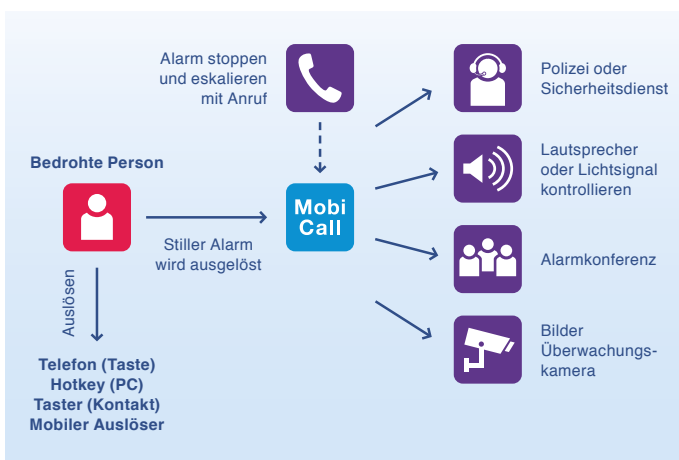 Alarm stoppen
und eskalieren
mit Anruf
Polizei oder
Sicherheitsdienst
Bedrohte Person
Lautsprecher
oder Lichtsignal
kontrollieren
Mobi
Call
Stiller Alarm
wird ausgelöst
Alarmkonferenz
Auslösen
Bilder
Überwachungs-
kamera
Telefon (Taste)
Hotkey (PC)
Taster (Kontakt)
Mobiler Auslöser